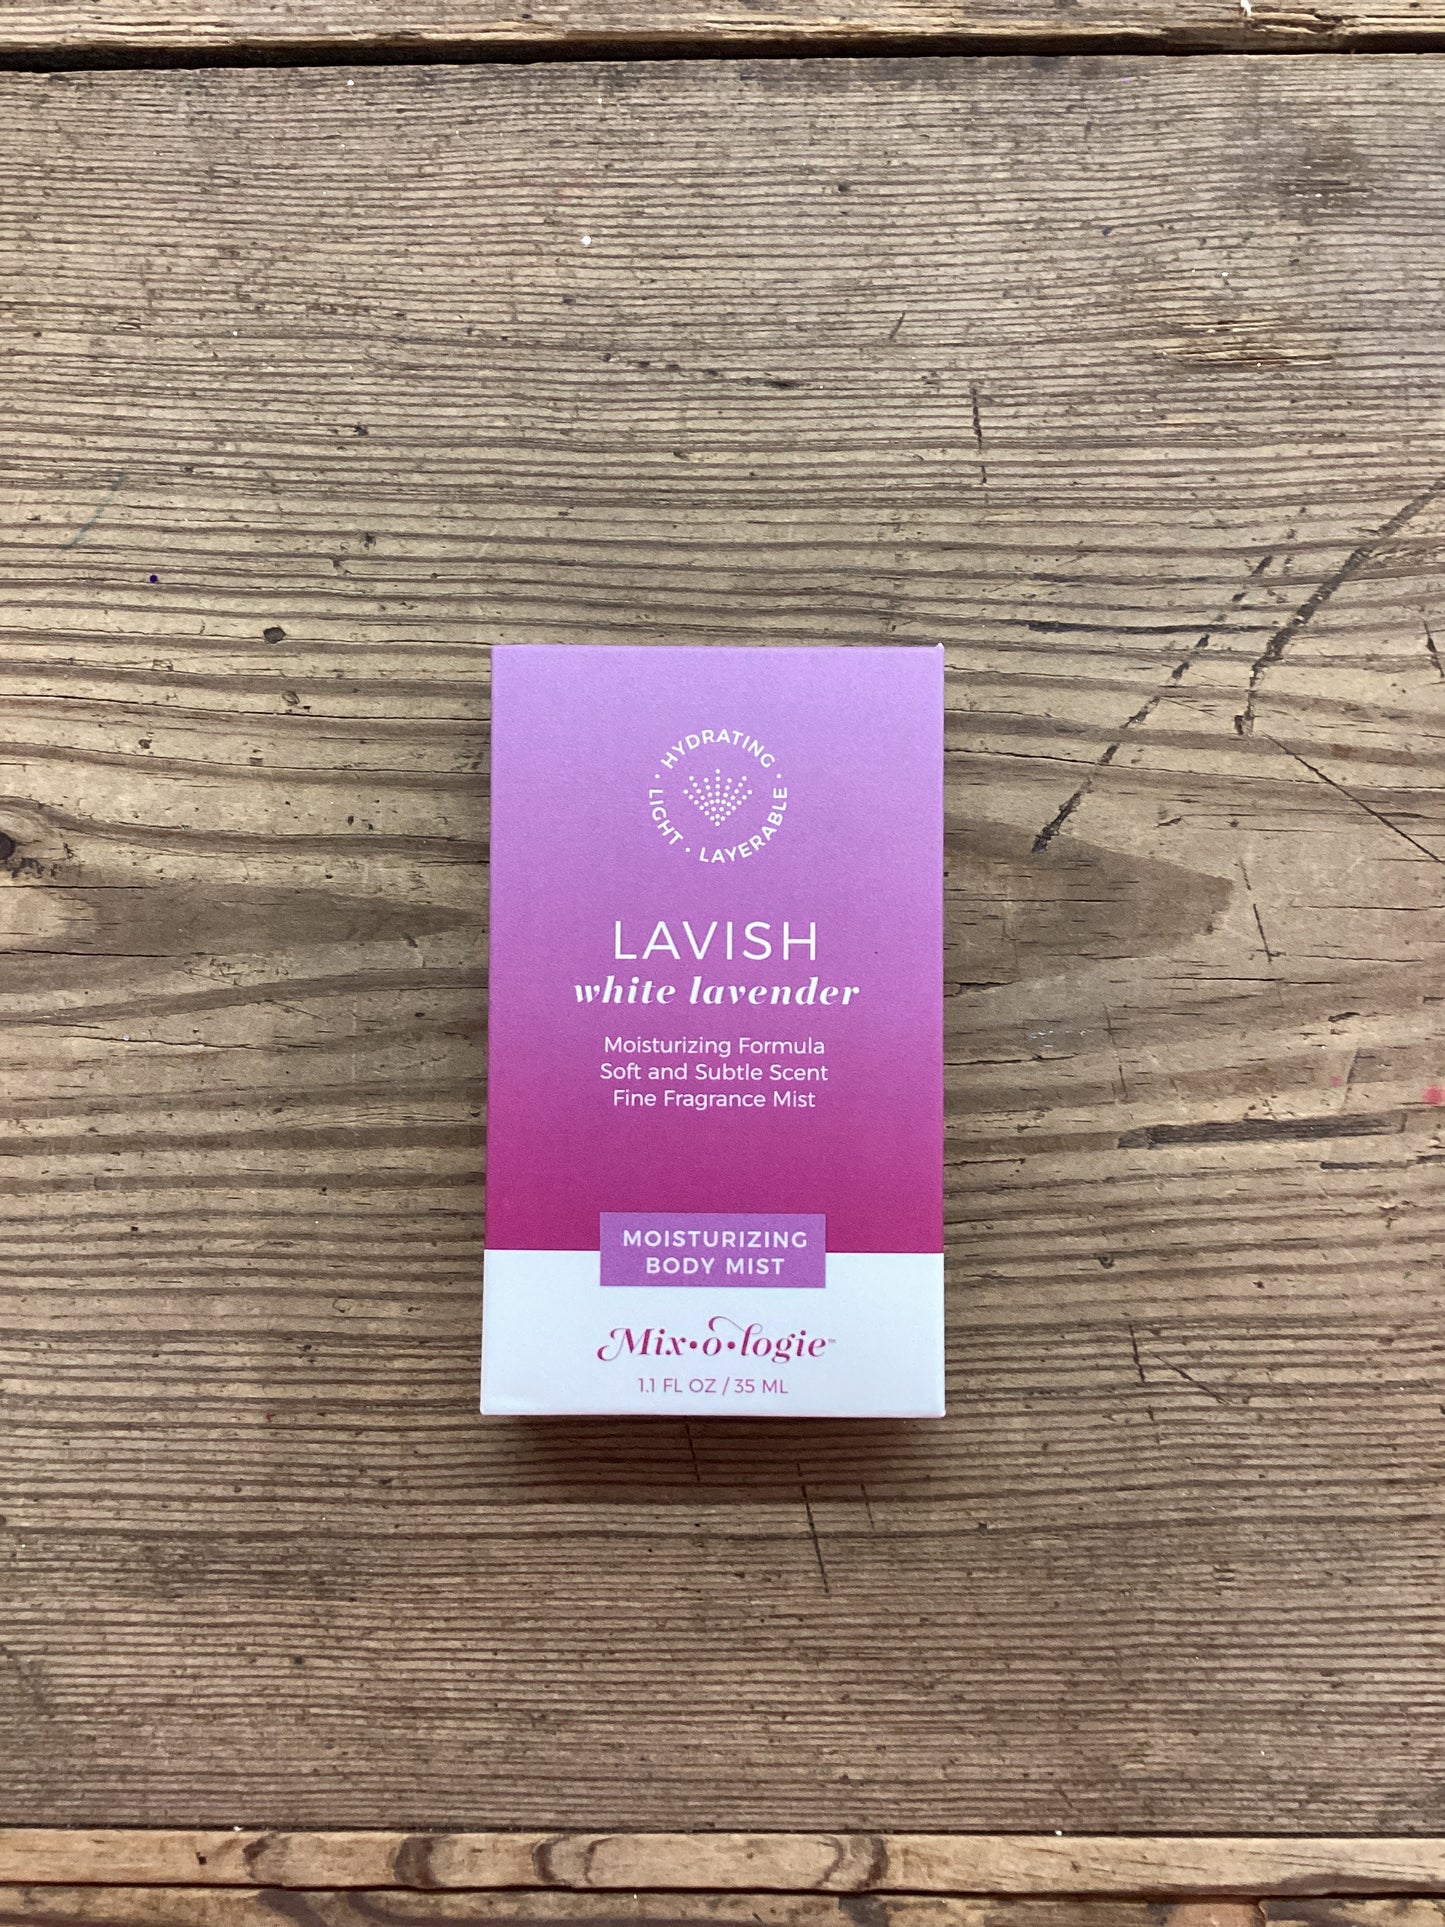 · HYDRATING · LAYERABLE · LIGHT
LAVISH
white lavender
Moisturizing Formula
Soft and Subtle Scent
Fine Fragrance Mist
MOISTURIZING
BODY MIST
Mix•o•logie™
1.1 FL OZ / 35 ML